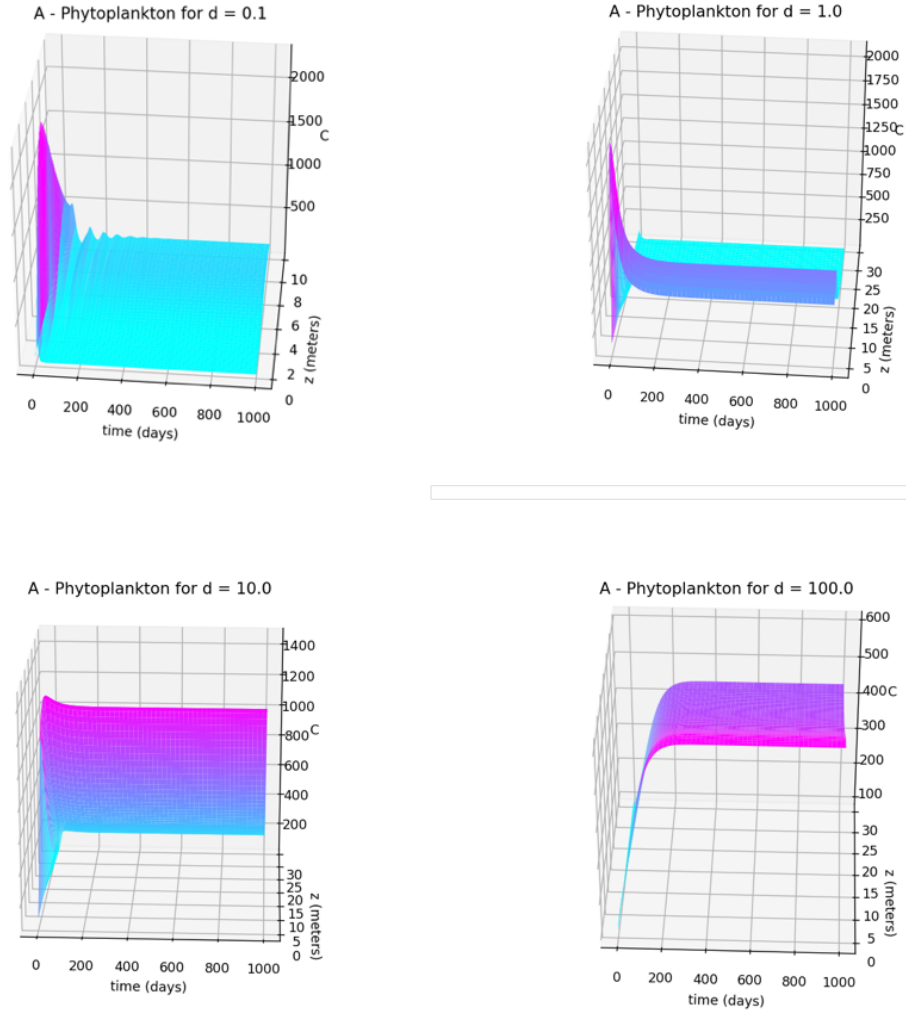 A - Phytoplankton for d = 0.1
2000
1500
C
1000
500
10
8
6
4
2
0
z (meters)
0 200 400 600 800 1000
time (days)
A - Phytoplankton for d = 1.0
2000
1750
1500
1250
C
1000
750
500
250
30
25
20
15
10
5
0
z (meters)
0 200 400 600 800 1000
time (days)
A - Phytoplankton for d = 10.0
1400
1200
1000
800
C
600
400
200
30
25
20
15
10
5
0
z (meters)
0 200 400 600 800 1000
time (days)
A - Phytoplankton for d = 100.0
600
500
400
C
300
200
100
30
25
20
15
10
5
0
z (meters)
0 200 400 600 800 1000
time (days)